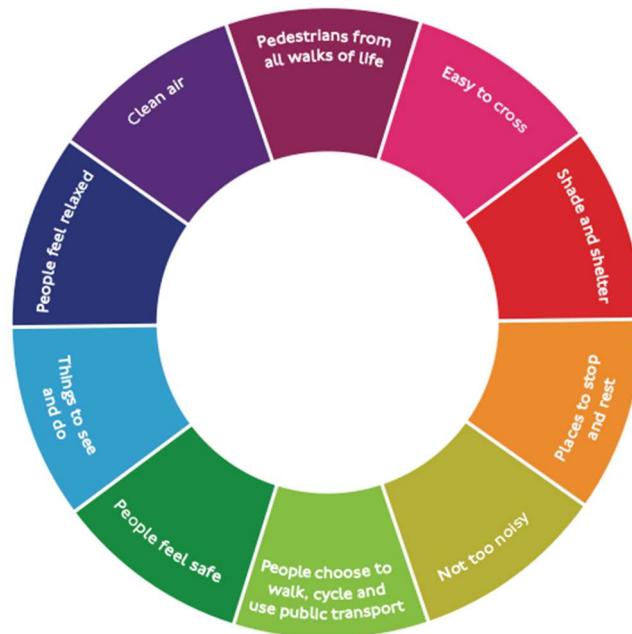 Pedestrians from
all walks of life
Easy to cross
Shade and shelter
Places to stop
and rest
Not too noisy
People choose to
walk, cycle and
use public transport
People feel safe
Things to see
and do
People feel relaxed
Clean air